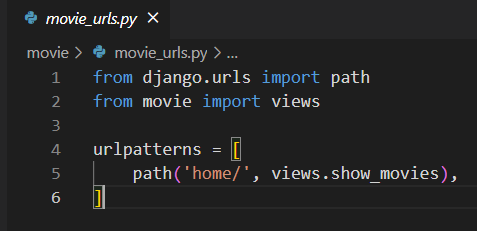 movie_urls.py ×
movie > movie_urls.py > ...
1 from django.urls import path
2 from movie import views
3
4 urlpatterns = [
5     path('home/', views.show_movies),
6 ]